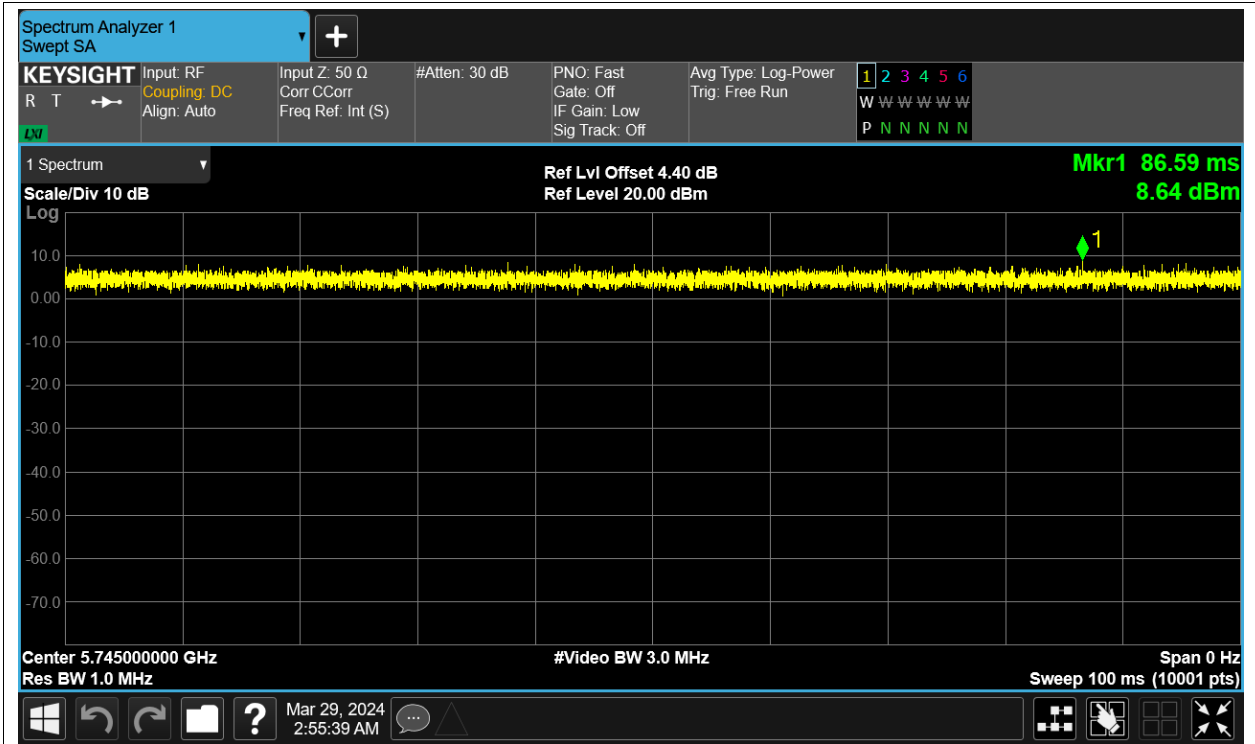 Spectrum Analyzer 1
Swept SA
+
KEYSIGHT
R T
LXI
Input: RF
Coupling: DC
Align: Auto
Input Z: 50 Ω
Corr CCorr
Freq Ref: Int (S)
#Atten: 30 dB
PNO: Fast
Gate: Off
IF Gain: Low
Sig Track: Off
Avg Type: Log-Power
Trig: Free Run
1 2 3 4 5 6
W W W W W W
P N N N N N
1 Spectrum
Scale/Div 10 dB
Log
Ref Lvl Offset 4.40 dB
Ref Level 20.00 dBm
Mkr1 86.59 ms
8.64 dBm
1
10.0
0.00
-10.0
-20.0
-30.0
-40.0
-50.0
-60.0
-70.0
Center 5.745000000 GHz
Res BW 1.0 MHz
#Video BW 3.0 MHz
Span 0 Hz
Sweep 100 ms (10001 pts)
?
Mar 29, 2024
2:55:39 AM